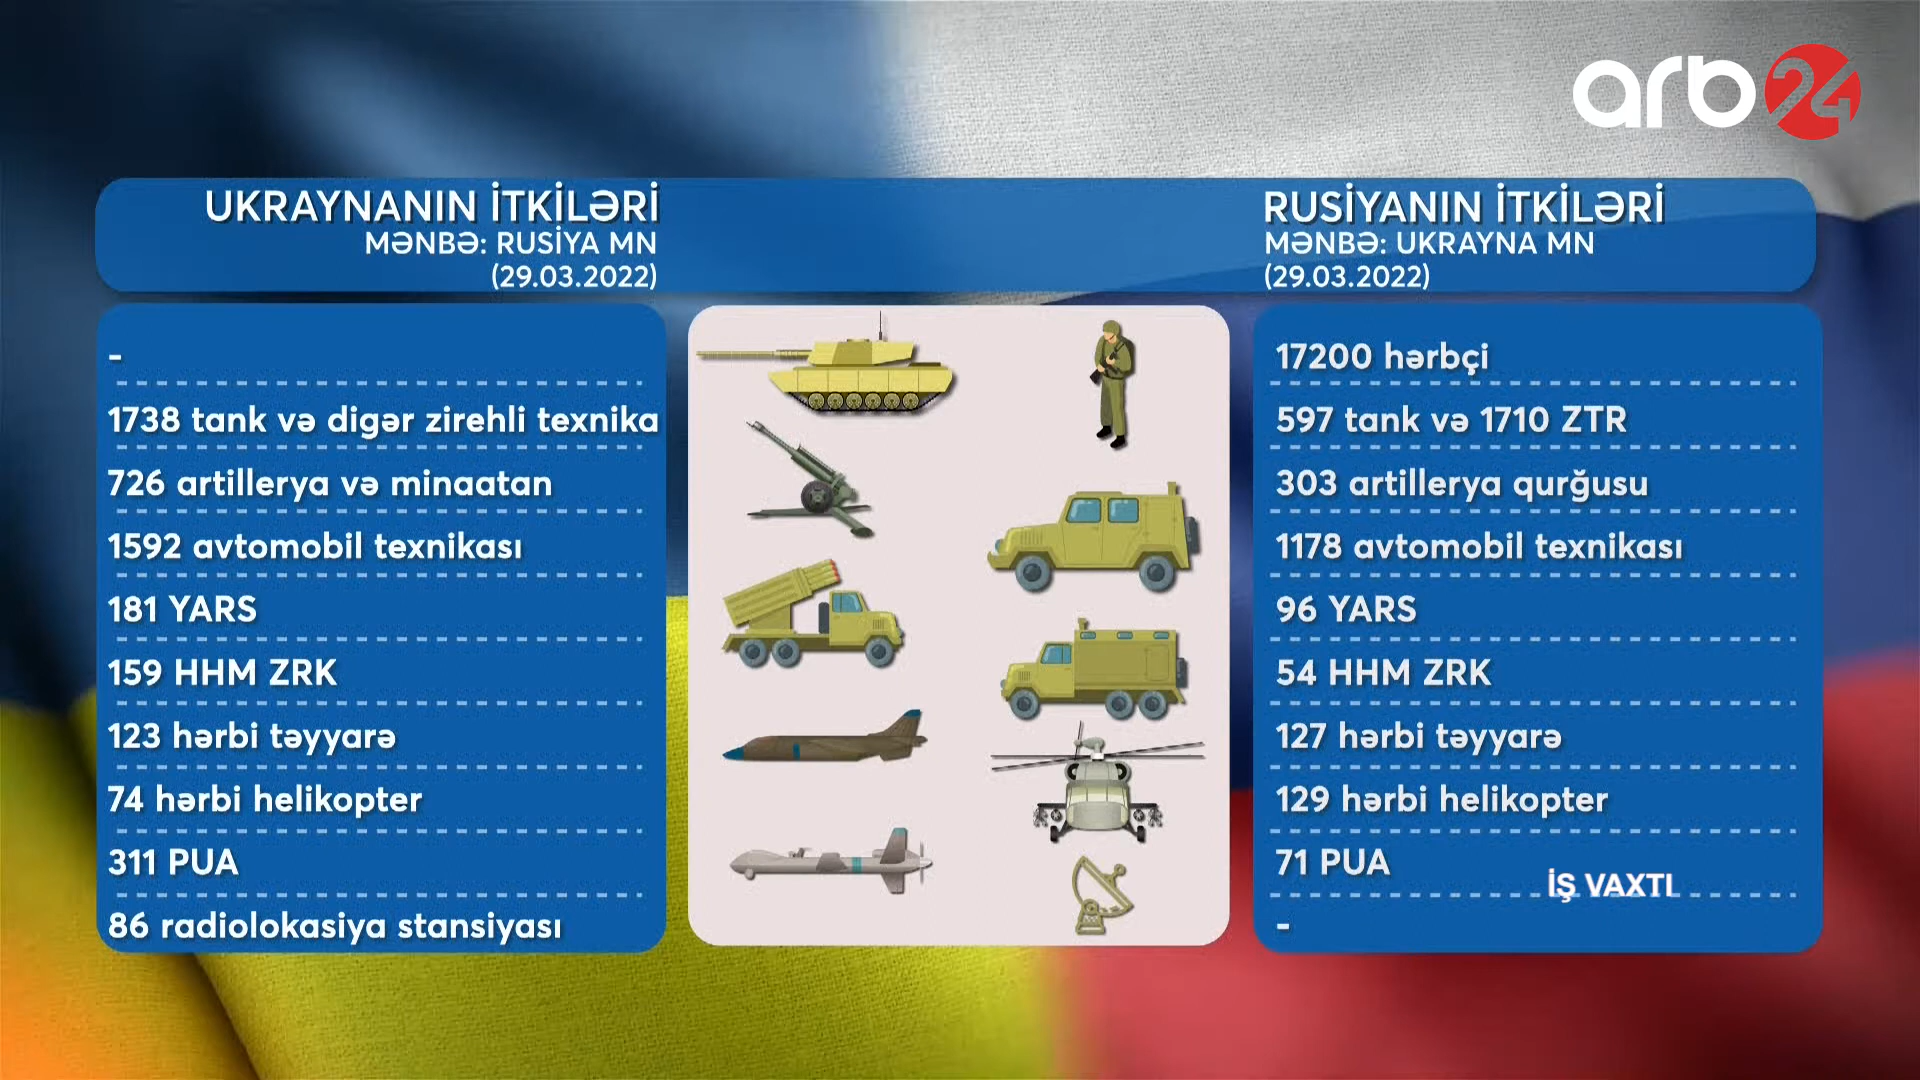 arb24
UKRAYNANIN İTKİLƏRİ
MƏNBƏ: RUSİYA MN
(29.03.2022)
RUSİYANIN İTKİLƏRİ
MƏNBƏ: UKRAYNA MN
(29.03.2022)
-
1738 tank və digər zirehli texnika
726 artillerya və minaatan
1592 avtomobil texnikası
181 YARS
159 HHM ZRK
123 hərbi təyyarə
74 hərbi helikopter
311 PUA
86 radiolokasiya stansiyası
17200 hərbçi
597 tank və 1710 ZTR
303 artillerya qurğusu
1178 avtomobil texnikası
96 YARS
54 HHM ZRK
127 hərbi təyyarə
129 hərbi helikopter
71 PUA
İŞ VAXTI
-